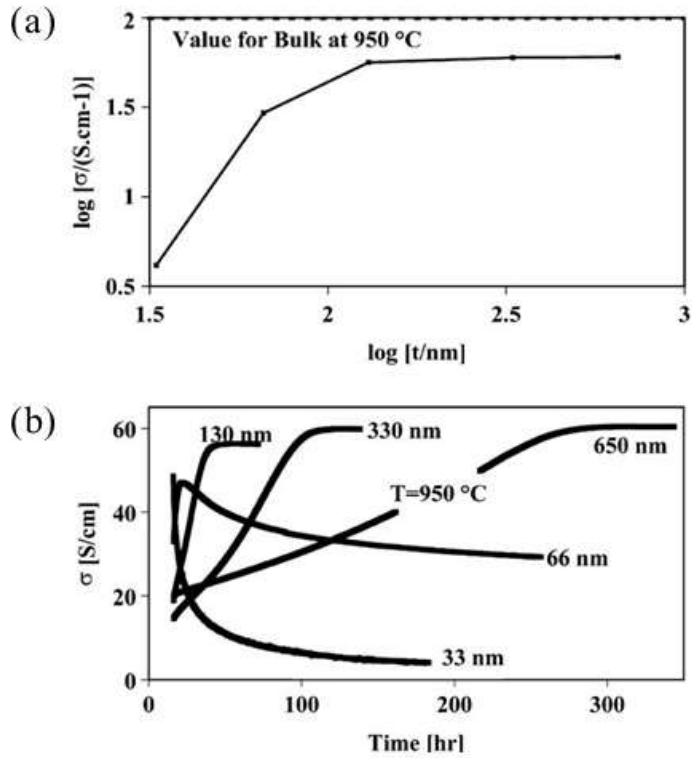 (a)
Value for Bulk at 950 °C
log [σ/(S.cm-1)]
2
1.5
1
0.5
1.5
2
2.5
3
log [t/nm]
(b)
σ [S/cm]
60
40
20
0
130 nm
330 nm
650 nm
T=950 °C
66 nm
33 nm
0
100
200
300
Time [hr]